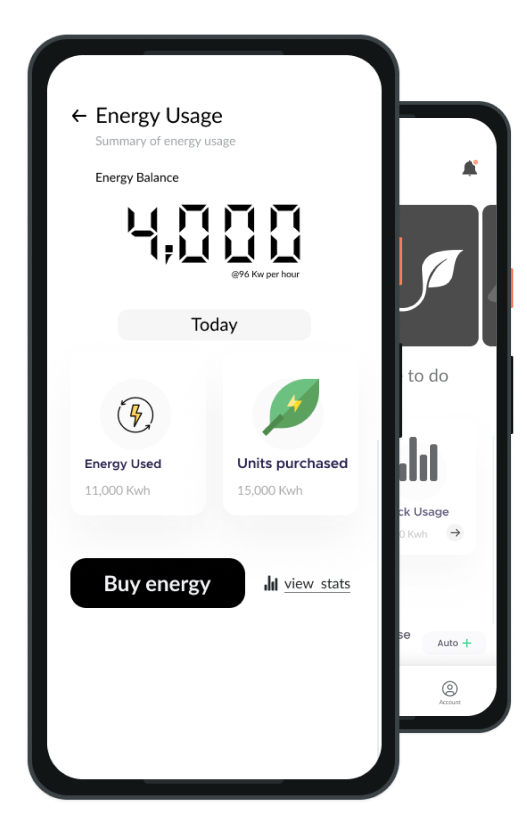 Energy Usage
Summary of energy usage
Energy Balance
4,000
@96 Kw per hour
Today
Energy Used
11,000 Kwh
Units purchased
15,000 Kwh
Buy energy
view stats
to do
ck Usage
0 Kwh
se
Auto +
Account